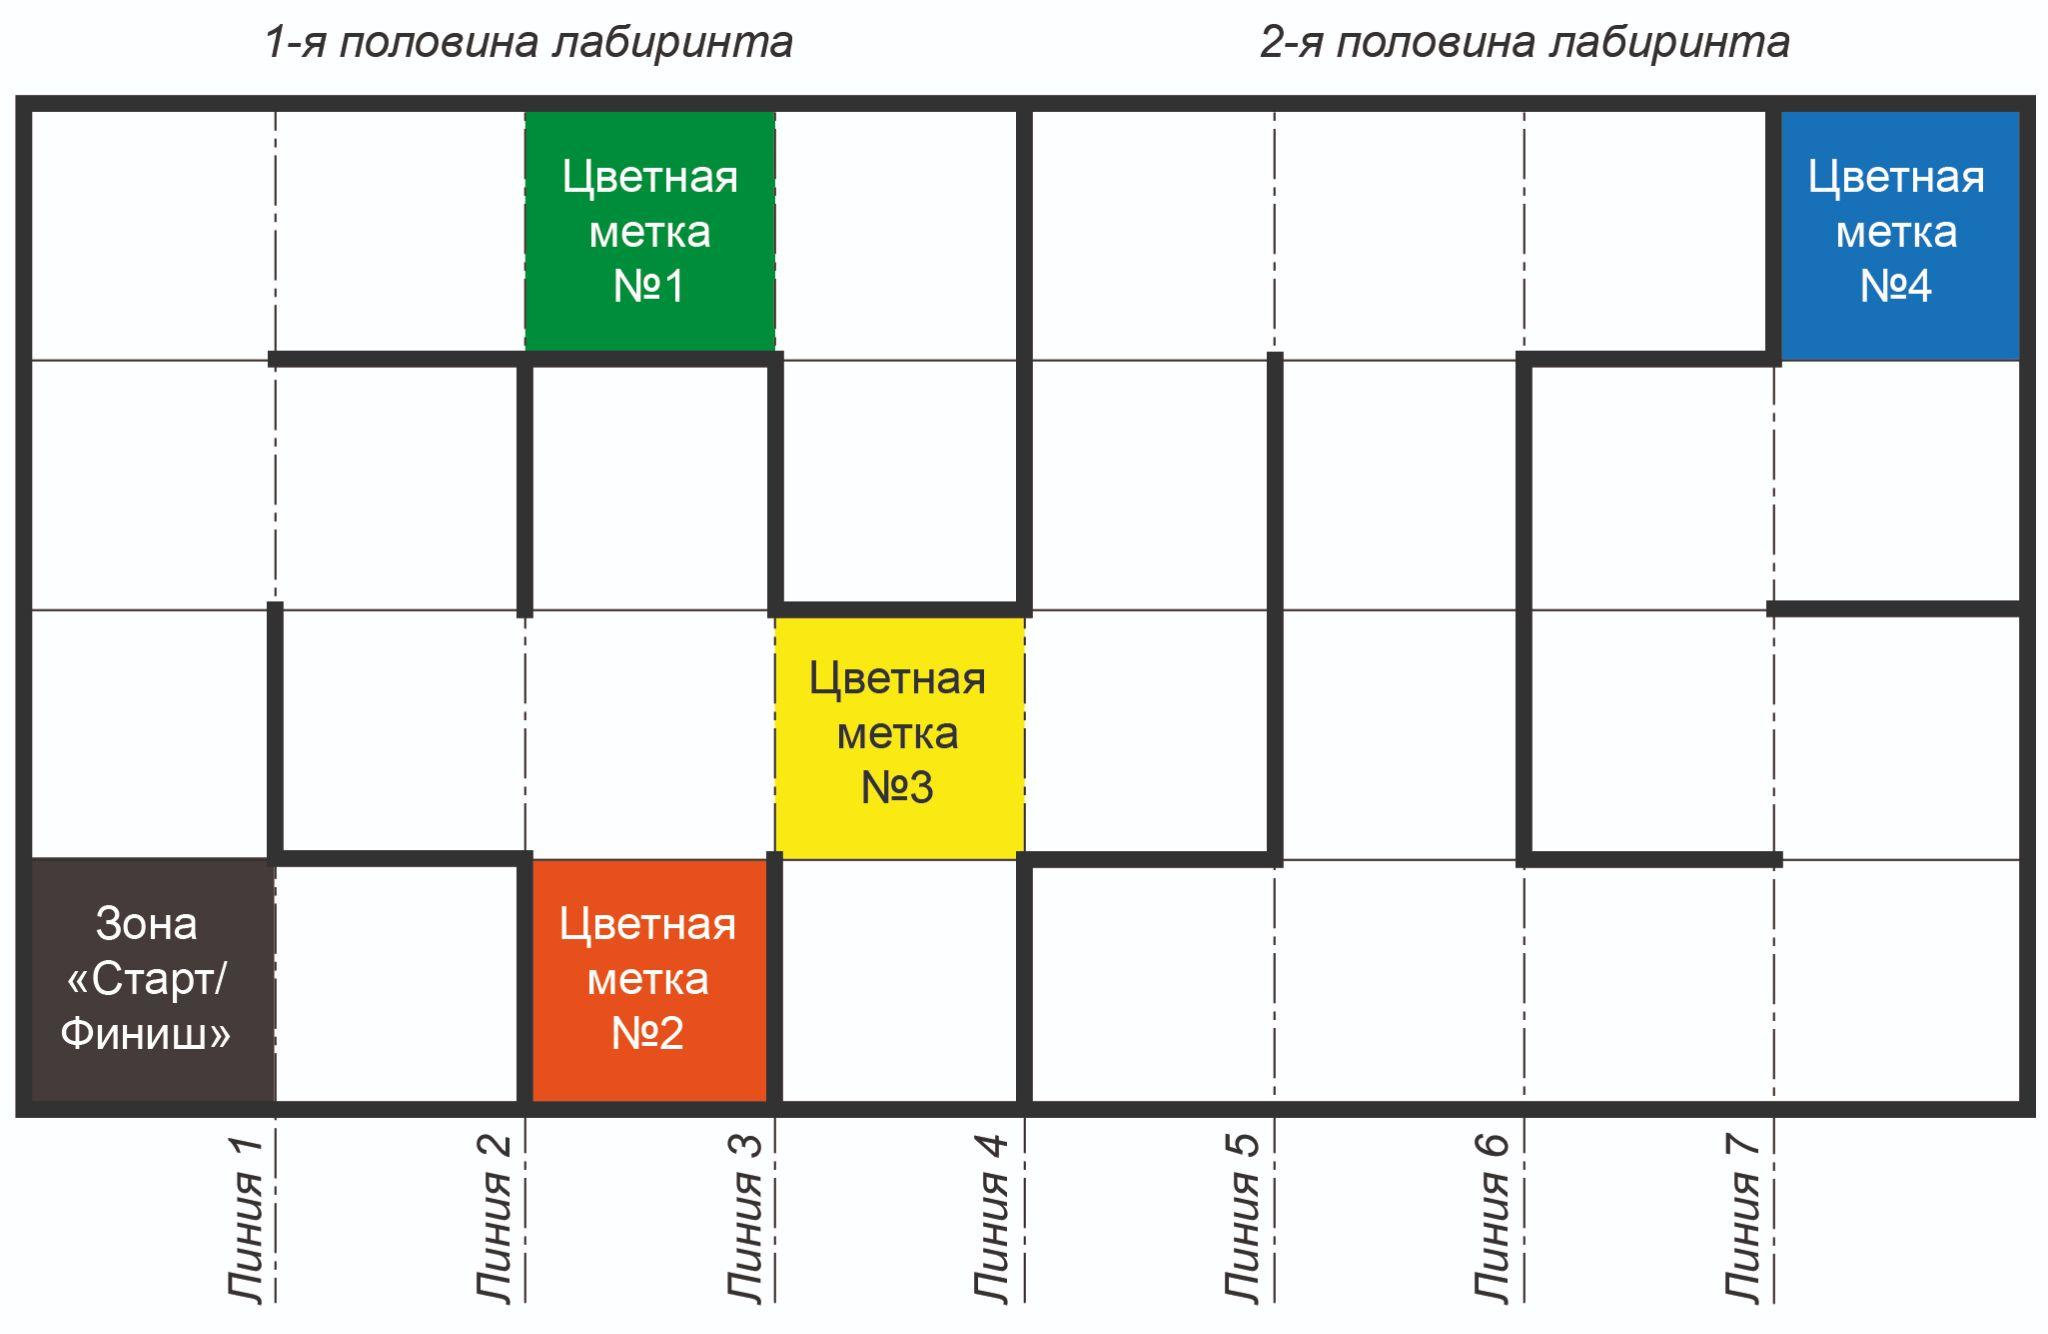 1-я половина лабиринта
2-я половина лабиринта
Цветная
метка
№1
Цветная
метка
№4
Цветная
метка
№3
Зона
«Старт/
Финиш»
Цветная
метка
№2
Линия 1
Линия 2
Линия 3
Линия 4
Линия 5
Линия 6
Линия 7